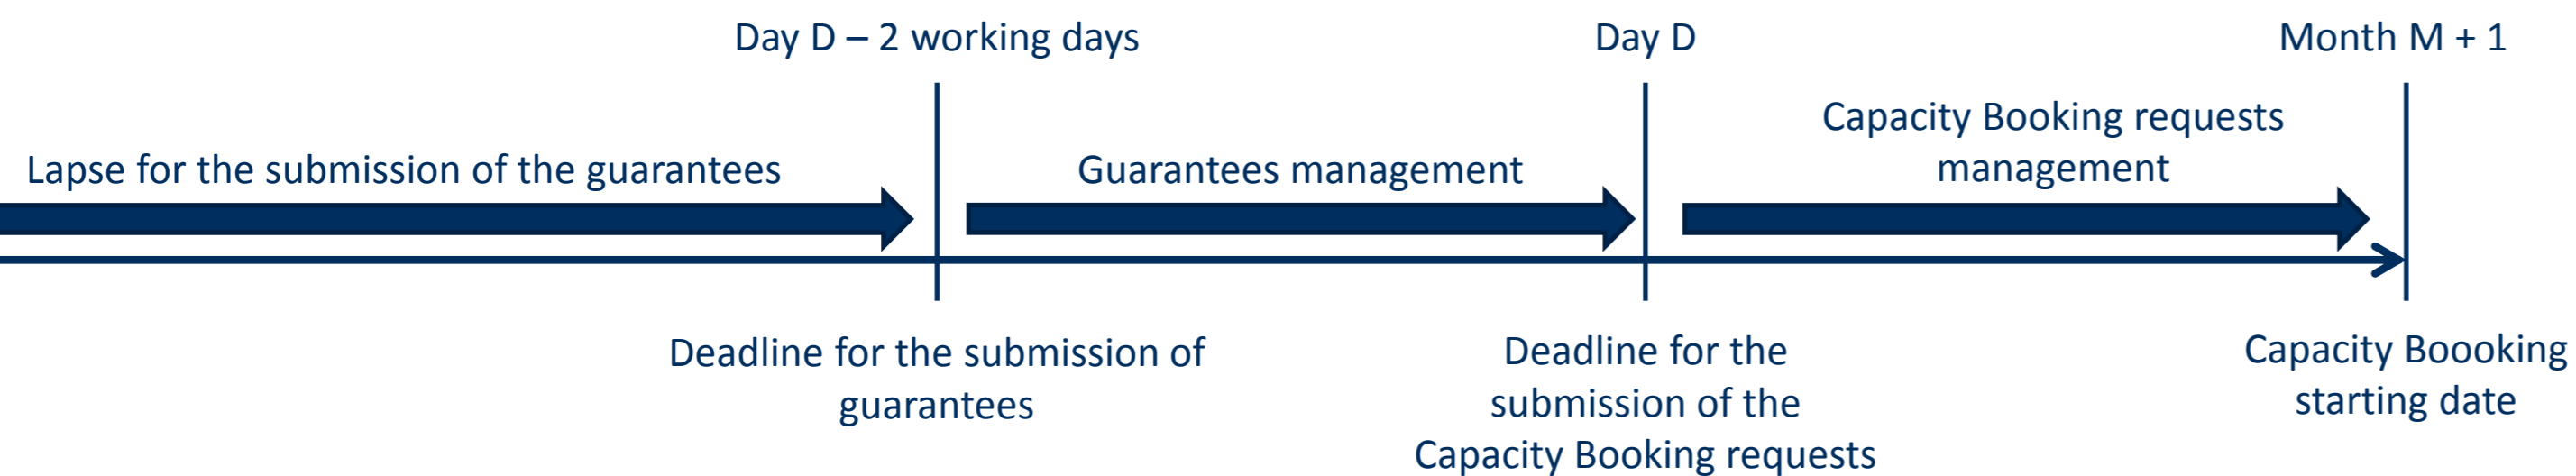 Day D – 2 working days
Day D
Month M + 1
Lapse for the submission of the guarantees
Guarantees management
Capacity Booking requests
management
Deadline for the submission of
guarantees
Deadline for the
submission of the
Capacity Booking requests
Capacity Boooking
starting date